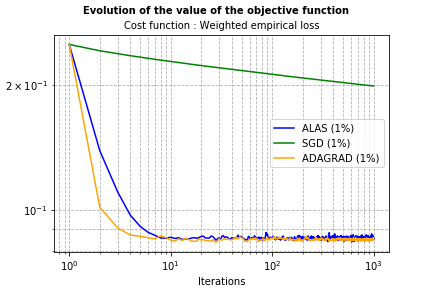 Evolution of the value of the objective function
Cost function : Weighted empirical loss
2 × 10⁻¹
10⁻¹
ALAS (1%)
SGD (1%)
ADAGRAD (1%)
10⁰ 10¹ 10² 10³
Iterations